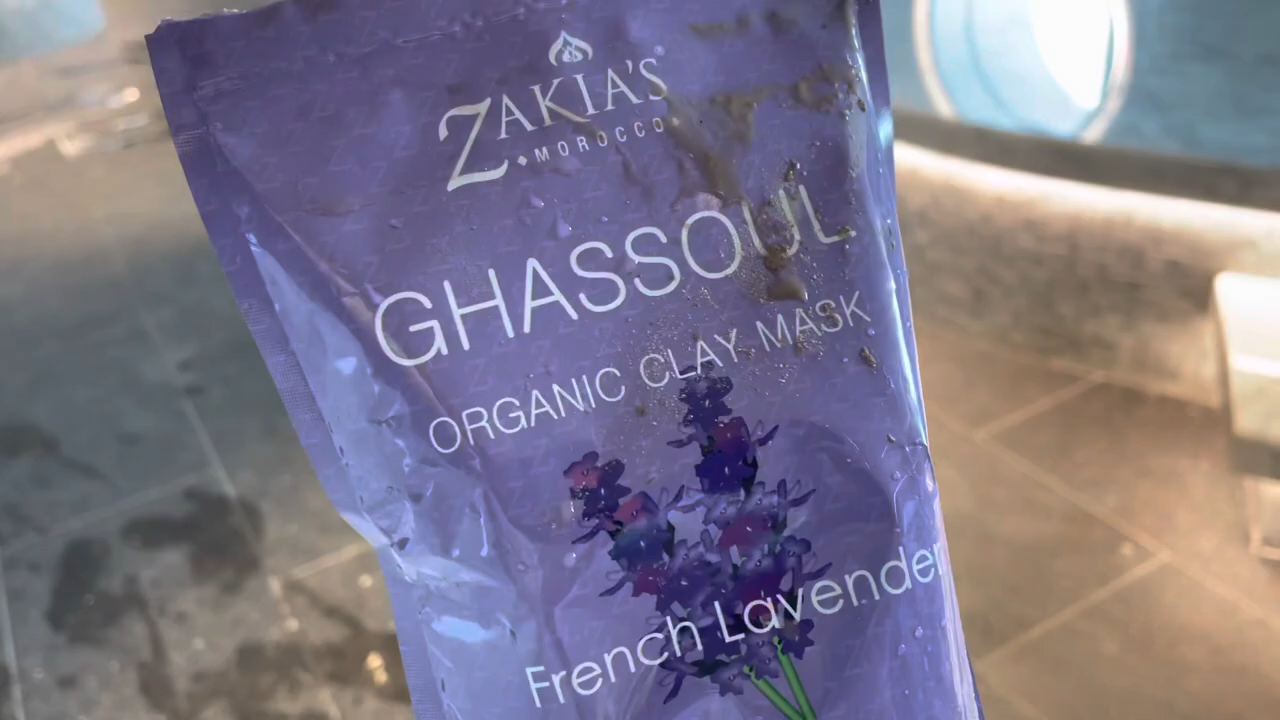 ZAKIA'S
MOROCCO
GHASSOUL
ORGANIC CLAY MASK
French Lavender